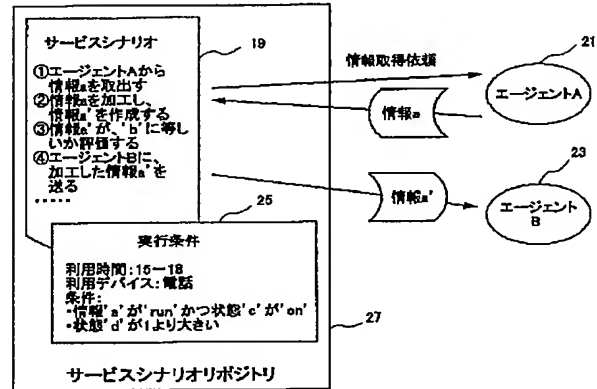 サービスシナリオ
①エージェントAから
情報aを取出す
②情報aを加工し、
情報a'を作成する
③情報a'が、'b'に等し
いか評価する
④エージェントBに、
加工した情報a'を
送る
……
19
情報取得依頼
21
エージェントA
情報a
23
情報a'
エージェント
B
25
実行条件
利用時間:15ー18
利用デバイス:電話
条件:
・情報'a'が'run'かつ状態'c'が'on'
・状態'd'が1より大きい
27
サービスシナリオリポジトリ